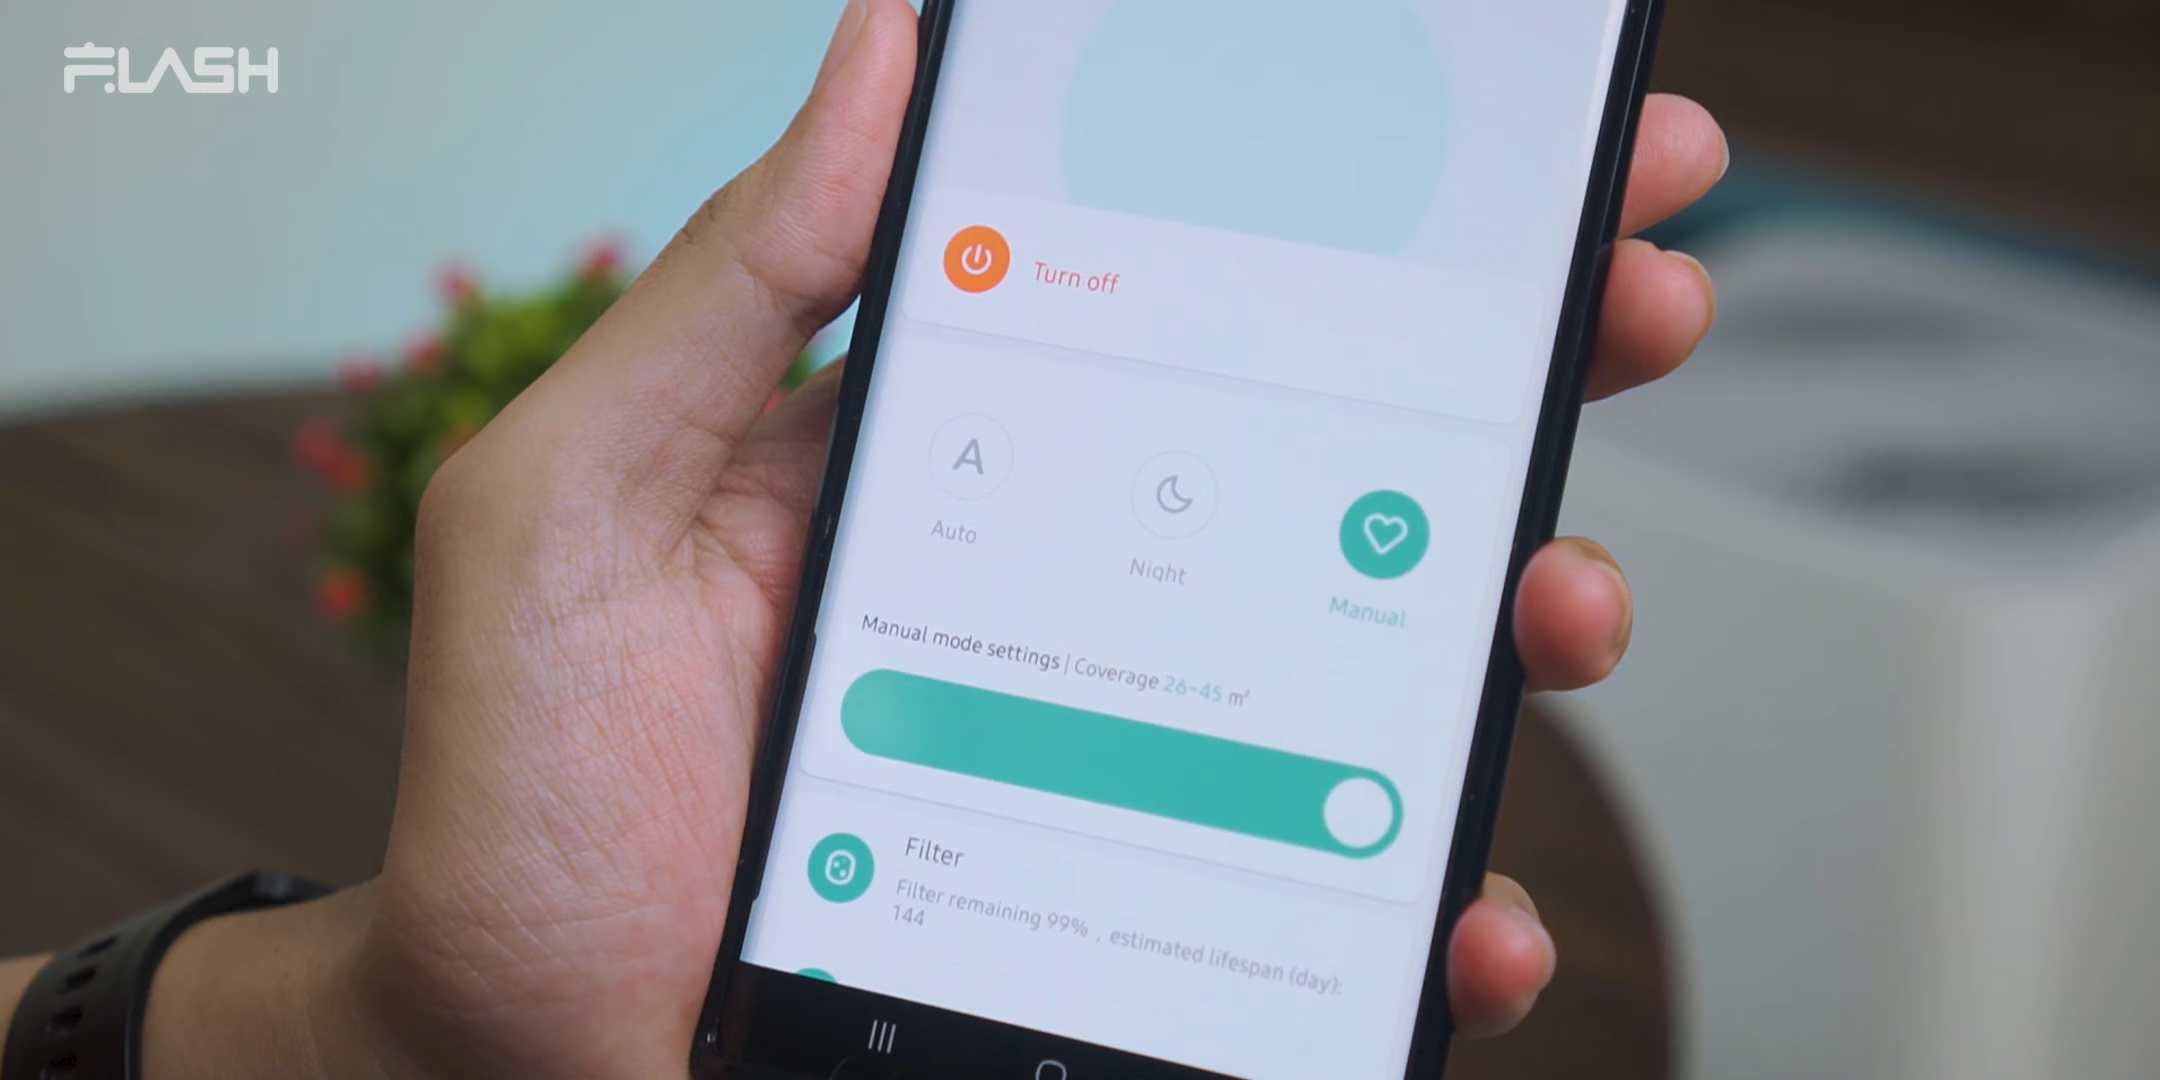 FLASH
Turn off
A
Auto
Night
Manual
Manual mode settings | Coverage 26-45 m²
Filter
Filter remaining 99% , estimated lifespan (day):
144